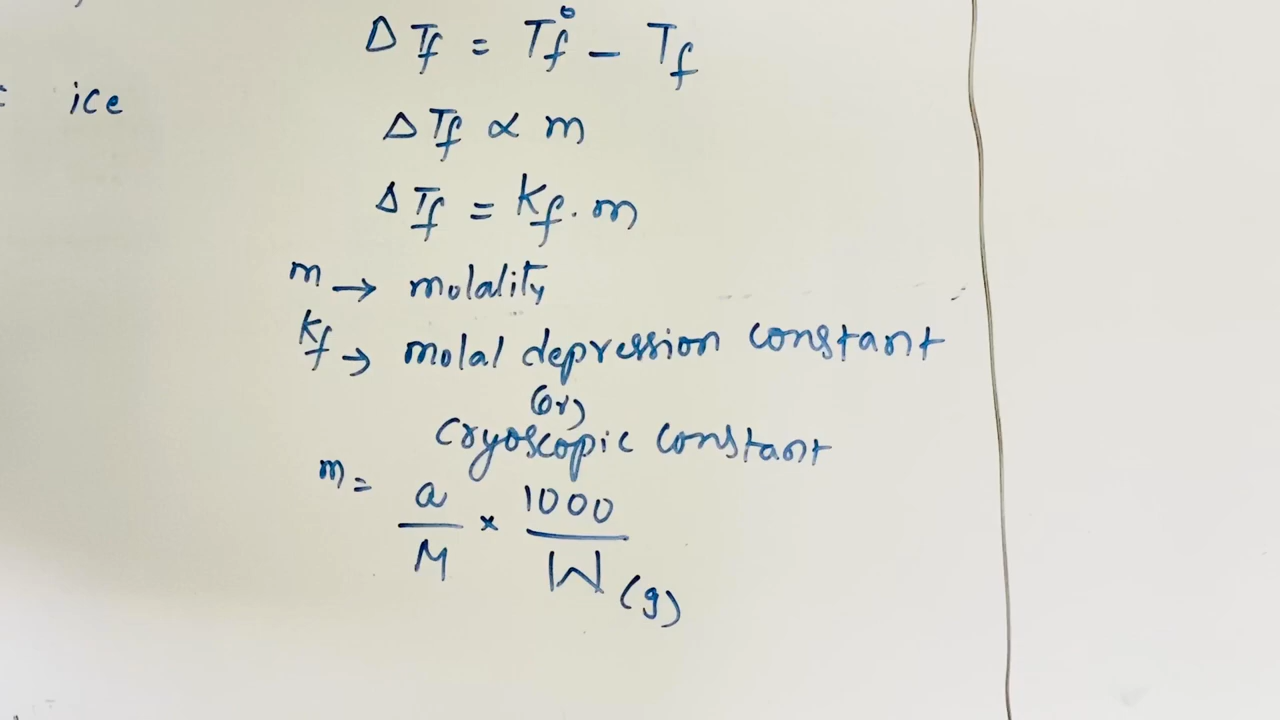 ΔTf = Tf° - Tf
ice
ΔTf ∝ m
ΔTf = Kf . m
m → molality
Kf → molal depression constant
(or)
cryoscopic constant
m = a/M × 1000/W(g)